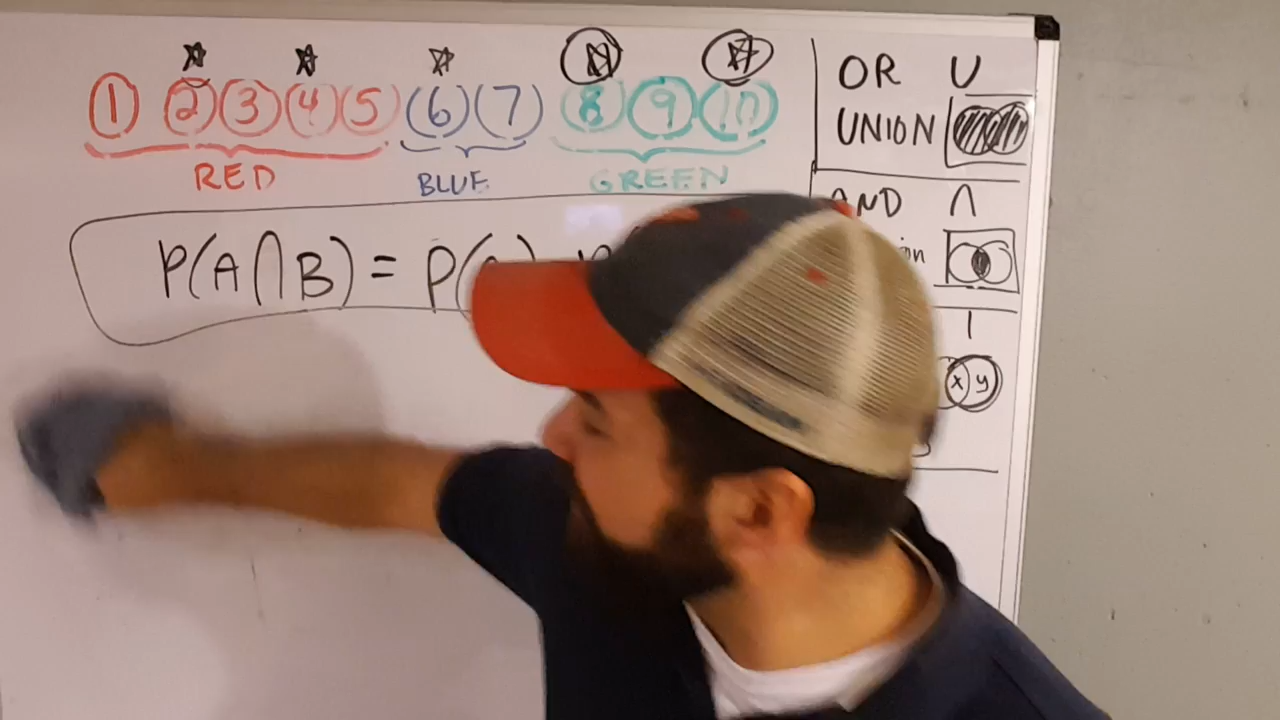 1 2 3 4 5 6 7 8 9 10
RED BLUE GREEN
P(A∩B) = P(
OR ∪
UNION
AND ∩
|
x y